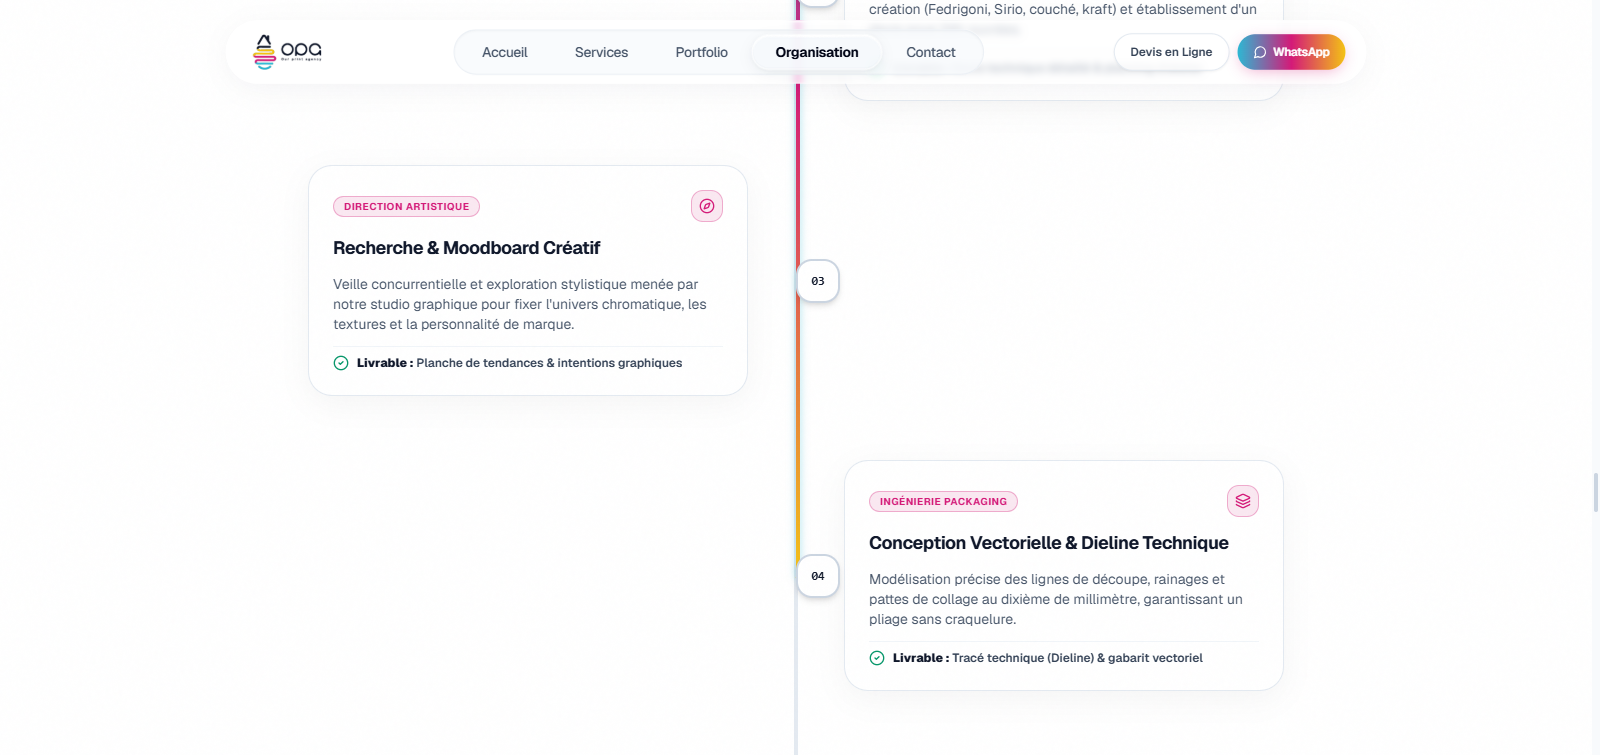 création (Fedrigoni, Sirio, couché, kraft) et établissement d'un
opa
Our print agency
Accueil
Services
Portfolio
Organisation
Contact
Devis en Ligne
WhatsApp
DIRECTION ARTISTIQUE
Recherche & Moodboard Créatif
Veille concurrentielle et exploration stylistique menée par
notre studio graphique pour fixer l'univers chromatique, les
textures et la personnalité de marque.
Livrable : Planche de tendances & intentions graphiques
03
INGÉNIERIE PACKAGING
Conception Vectorielle & Dieline Technique
Modélisation précise des lignes de découpe, rainages et
pattes de collage au dixième de millimètre, garantissant un
pliage sans craquelure.
Livrable : Tracé technique (Dieline) & gabarit vectoriel
04